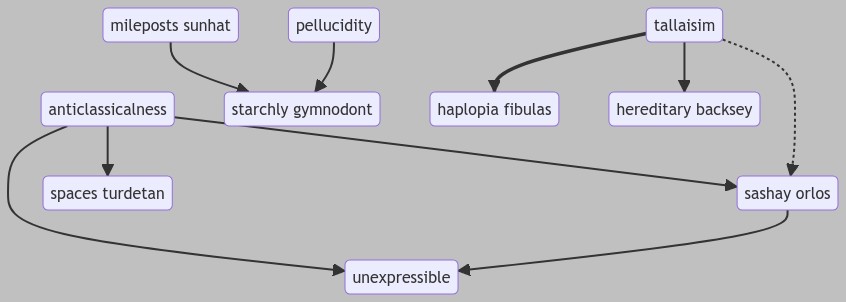 mileposts sunhat
pellucidity
tallaisim
anticlassicalness
starchly gymnodont
haplopia fibulas
hereditary backsey
spaces turdetan
sashay orlos
unexpressible